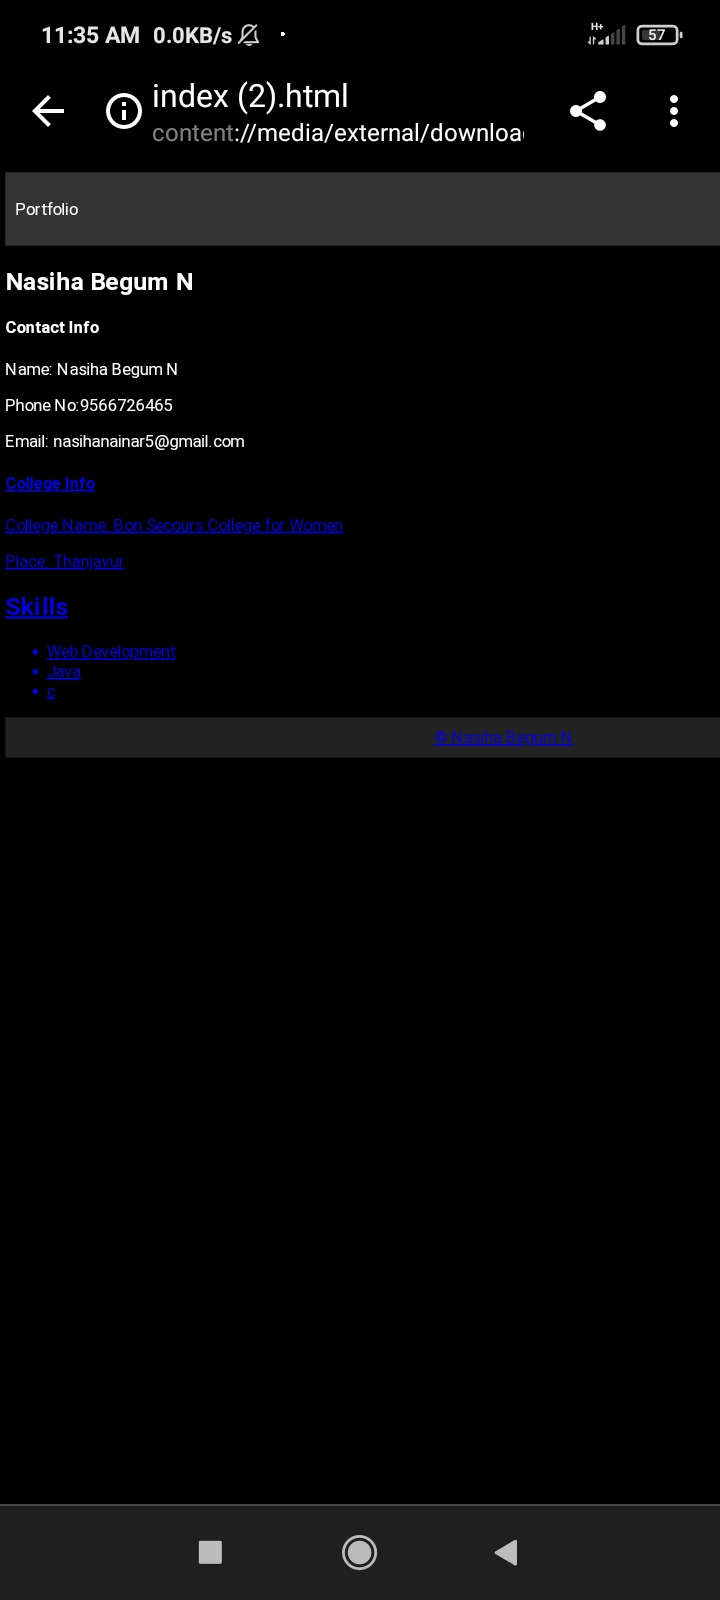 11:35 AM 0.0KB/s H+ 57
index (2).html
content://media/external/downloa
Portfolio
Nasiha Begum N
Contact Info
Name: Nasiha Begum N
Phone No:9566726465
Email: nasihanainar5@gmail.com
College Info
College Name: Bon Secours College for Women
Place: Thanjavur
Skills
Web Development
Java
c
© Nasiha Begum N